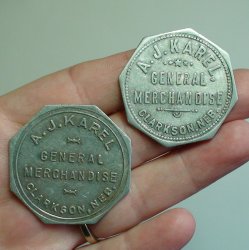 A.J.KAREL
GENERAL
MERCHANDISE
CLARKSON, NEB.
A.J.KAREL
GENERAL
MERCHANDISE
CLARKSON, NEB.